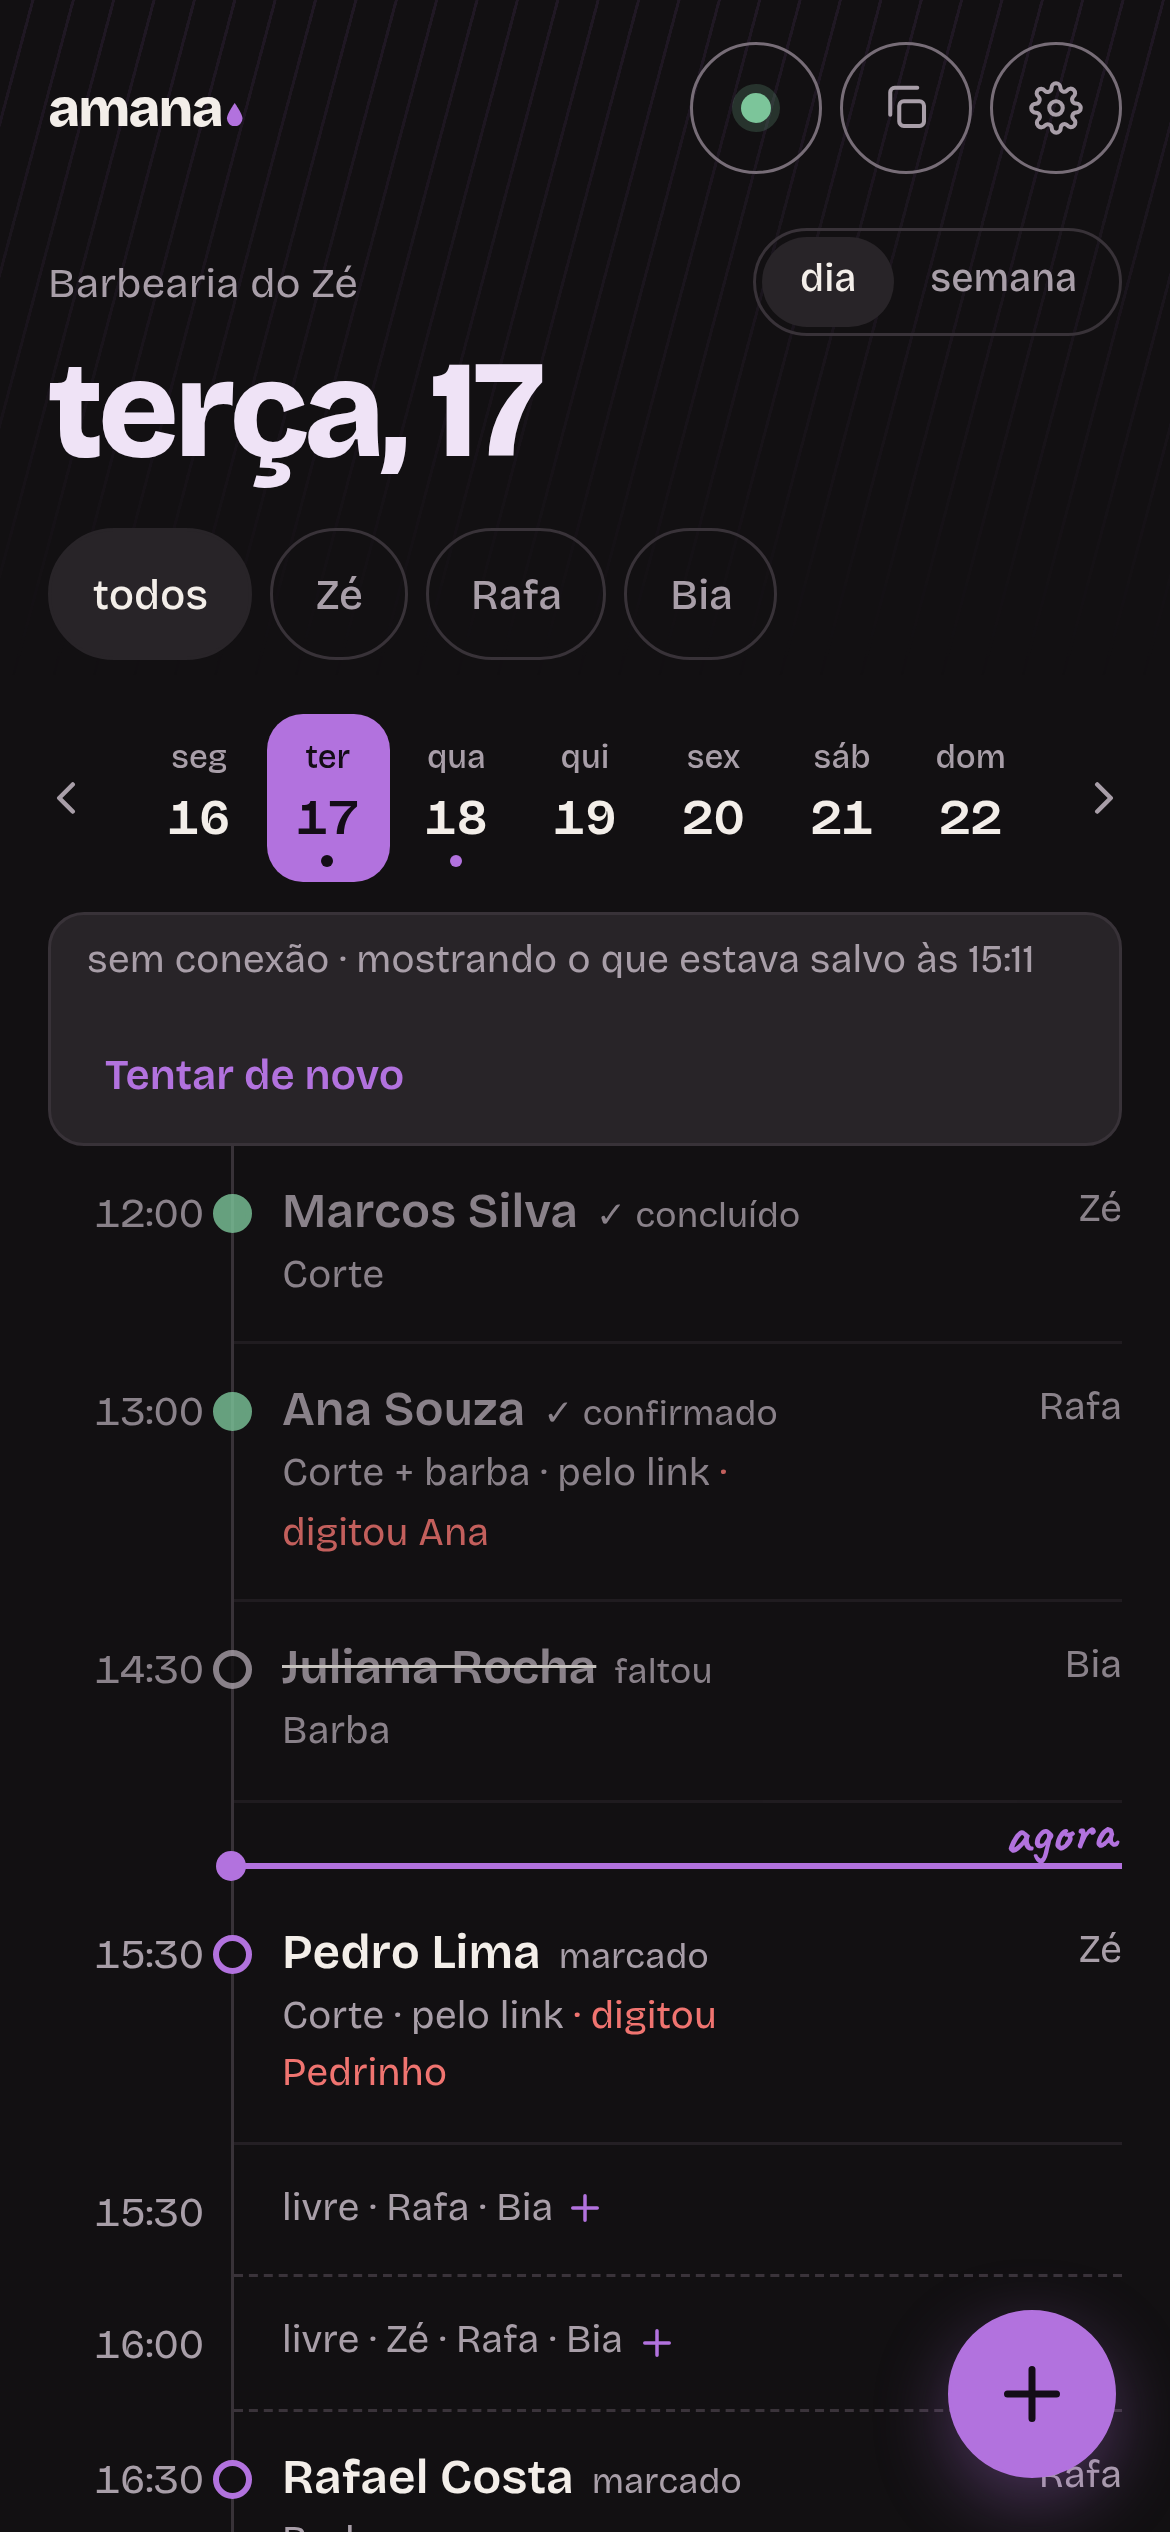 amana
Barbearia do Zé
dia semana
terça, 17
todos Zé Rafa Bia
seg ter qua qui sex sáb dom
16 17 18 19 20 21 22
sem conexão · mostrando o que estava salvo às 15:11
Tentar de novo
12:00 Marcos Silva ✓ concluído Zé
Corte
13:00 Ana Souza ✓ confirmado Rafa
Corte + barba · pelo link ·
digitou Ana
14:30 Juliana Rocha faltou Bia
Barba
agora
15:30 Pedro Lima marcado Zé
Corte · pelo link · digitou
Pedrinho
15:30 livre · Rafa · Bia +
16:00 livre · Zé · Rafa · Bia +
16:30 Rafael Costa marcado Rafa